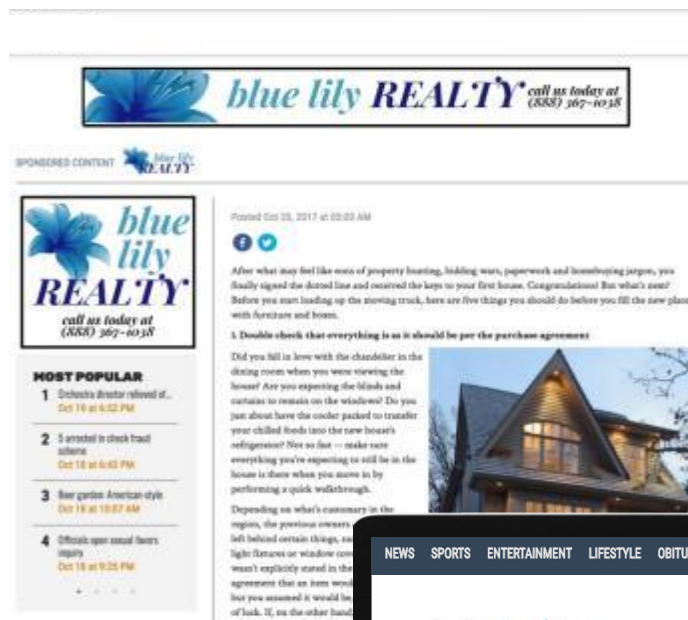 blue lily REALTY call us today at
(888) 367-1038
SPONSORED CONTENT blue lily
REALTY
blue
lily
REALTY
call us today at
(888) 367-1038
MOST POPULAR
1 Orchestra director relieved of...
Oct 18 at 6:52 PM
2 5 arrested in check fraud
scheme
Oct 18 at 6:42 PM
3 Beer garden American-style
Oct 18 at 10:07 AM
4 Officials open sexual favors
inquiry
Oct 18 at 9:25 PM
Posted Oct 25, 2017 at
After what may feel like eons of property hunting, bidding wars, paperwork and homebuying jargon, you
finally signed the dotted line and received the keys to your first house. Congratulations! But what's next?
Before you start loading up the moving truck, here are five things you should do before you fill the new place
with furniture and boxes.
1. Double check that everything is as it should be per the purchase agreement
Did you fall in love with the chandelier in the
dining room when you were viewing the
house? Are you expecting the blinds and
curtains to remain on the windows? Do you
just about have the cooler packed to transfer
your chilled foods into the new house's
refrigerator? Not so fast — make sure
everything you're expecting to still be in the
house is there when you move in by
performing a quick walkthrough.
Depending on what's customary in the
region, the previous owners
left behind certain things,
light fixtures or window
wasn't explicitly stated in the
agreement that an item
but you assumed it would be,
of luck. If, on the other hand
NEWS SPORTS ENTERTAINMENT LIFESTYLE OBITU